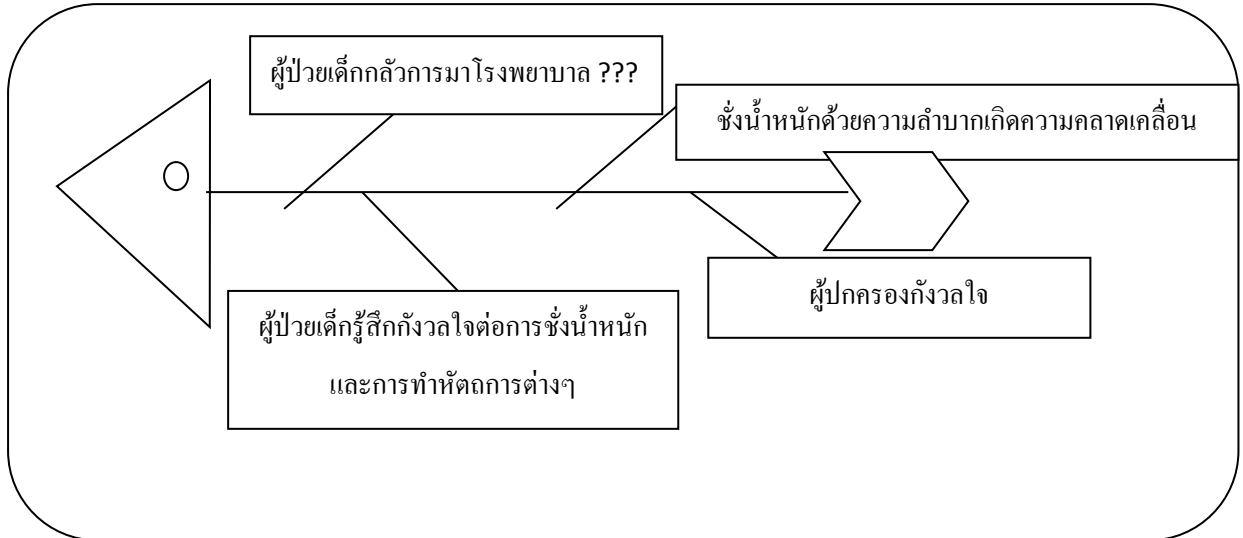 ผู้ป่วยเด็กกลัวการมาโรงพยาบาล ???
ชั่งน้ำหนักด้วยความลำบากเกิดความคลาดเคลื่อน
ผู้ป่วยเด็กรู้สึกกังวลใจต่อการชั่งน้ำหนัก
และการทำหัตถการต่างๆ
ผู้ปกครองกังวลใจ